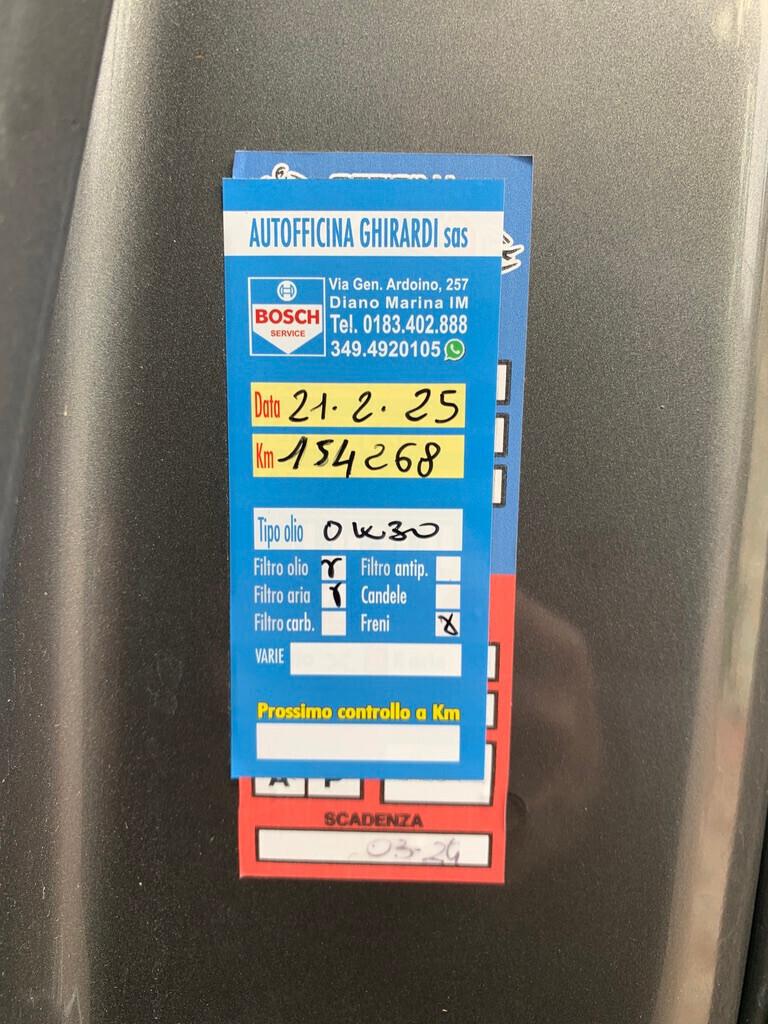 AUTOFFICINA GHIRARDI sas
BOSCH
SERVICE
Via Gen. Ardoino, 257
Diano Marina IM
Tel. 0183.402.888
349.4920105
Data 21.2.25
Km 154268
Tipo olio 0W30
Filtro olio Filtro antip.
Filtro aria Candele
Filtro carb. Freni
VARIE
Prossimo controllo a Km
A P
SCADENZA
03-24